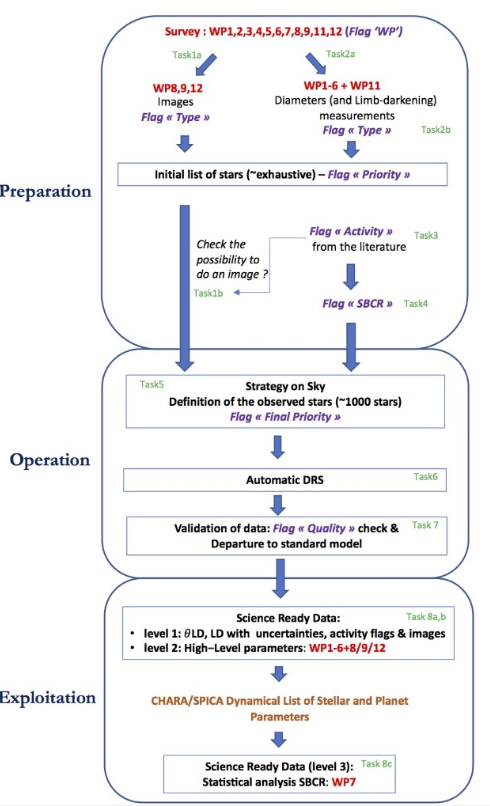 Survey : WP1,2,3,4,5,6,7,8,9,11,12 (Flag ‘WP’)
Task1a
Task2a
WP8,9,12
Images
Flag « Type »
WP1-6 + WP11
Diameters (and Limb-darkening)
measurements
Flag « Type »
Task2b
Initial list of stars (~exhaustive) – Flag « Priority »
Preparation
Check the
possibility to
do an image ?
Task1b
Flag « Activity »
from the literature
Task3
Flag « SBCR »
Task4
Task5
Strategy on Sky
Definition of the observed stars (~1000 stars)
Flag « Final Priority »
Operation
Automatic DRS
Task6
Validation of data: Flag « Quality » check &
Departure to standard model
Task 7
Science Ready Data:
Task 8a,b
• level 1: θLD, LD with uncertainties, activity flags & images
• level 2: High–Level parameters: WP1-6+8/9/12
Exploitation
CHARA/SPICA Dynamical List of Stellar and Planet
Parameters
Science Ready Data (level 3):
Task 8c
Statistical analysis SBCR: WP7